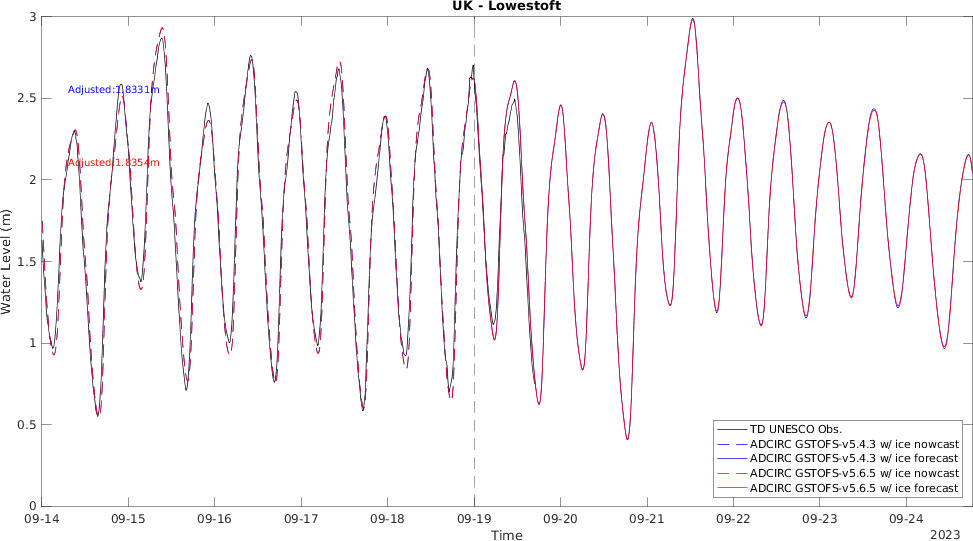 UK - Lowestoft
3
2.5
2
1.5
1
0.5
0
Water Level (m)
Adjusted:1.8331m
Adjusted:1.8354m
TD UNESCO Obs.
ADCIRC GSTOFS-v5.4.3 w/ ice nowcast
ADCIRC GSTOFS-v5.4.3 w/ ice forecast
ADCIRC GSTOFS-v5.6.5 w/ ice nowcast
ADCIRC GSTOFS-v5.6.5 w/ ice forecast
09-14 09-15 09-16 09-17 09-18 09-19 09-20 09-21 09-22 09-23 09-24
Time
2023